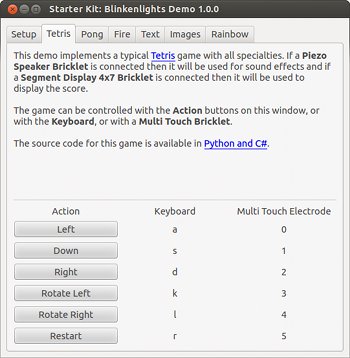 Starter Kit: Blinkenlights Demo 1.0.0
Setup Tetris Pong Fire Text Images Rainbow
This demo implements a typical Tetris game with all specialties. If a Piezo
Speaker Bricklet is connected then it will be used for sound effects and if
a Segment Display 4x7 Bricklet is connected then it will be used to
display the score.
The game can be controlled with the Action buttons on this window, or
with the Keyboard, or with a Multi Touch Bricklet.
The source code for this game is available in Python and C#.
Action Keyboard Multi Touch Electrode
Left a 0
Down s 1
Right d 2
Rotate Left k 3
Rotate Right l 4
Restart r 5